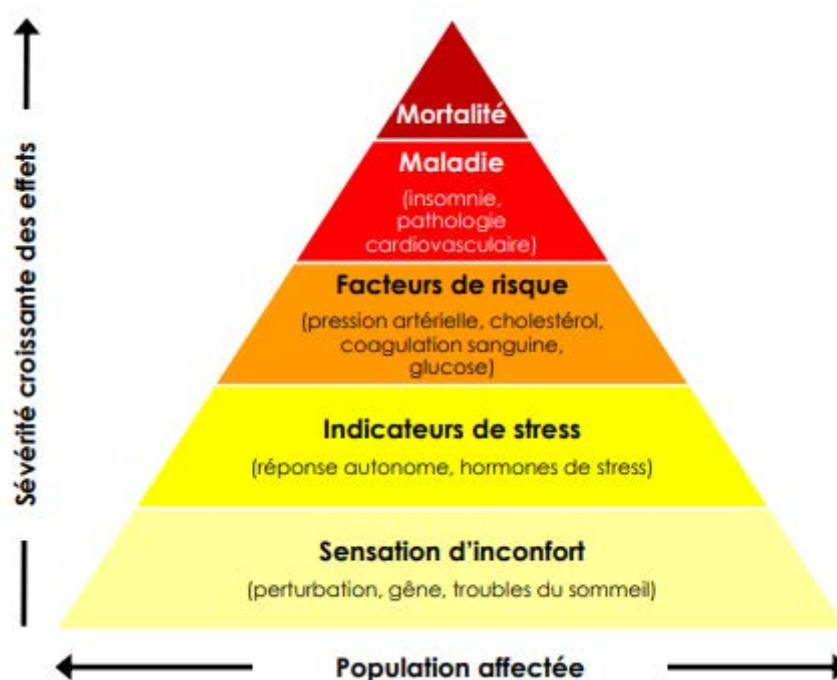 Sévérité croissante des effets
Mortalité
Maladie
(insomnie,
pathologie
cardiovasculaire)
Facteurs de risque
(pression artérielle, cholestérol,
coagulation sanguine,
glucose)
Indicateurs de stress
(réponse autonome, hormones de stress)
Sensation d'inconfort
(perturbation, gêne, troubles du sommeil)
Population affectée